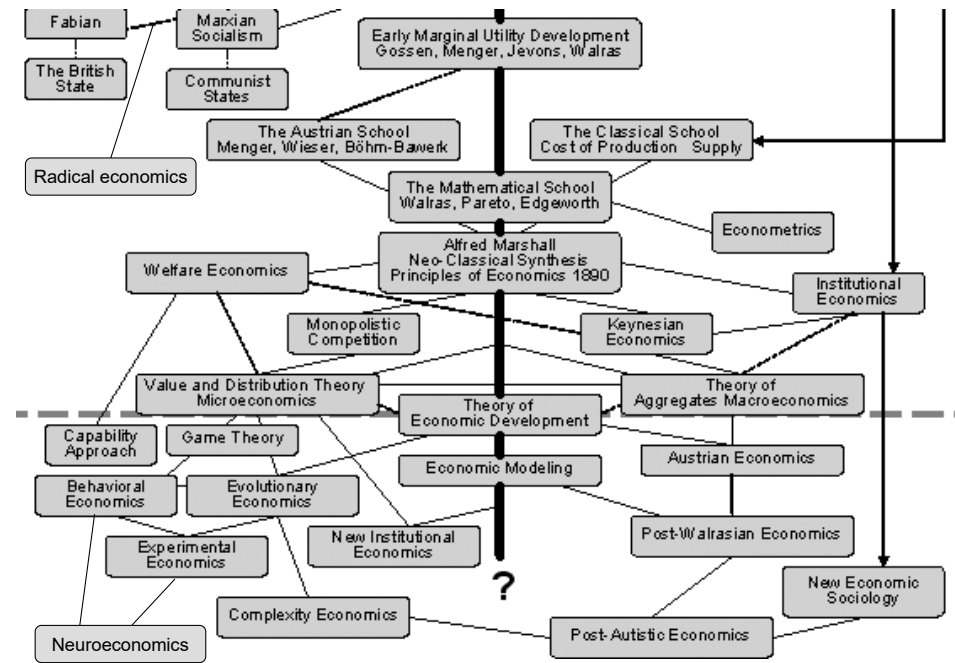 Fabian
Marxian
Socialism
Early Marginal Utility Development
Gossen, Menger, Jevons, Walras
The British
State
Communist
States
The Austrian School
Menger, Wieser, Böhm-Bawerk
The Classical School
Cost of Production Supply
Radical economics
The Mathematical School
Walras, Pareto, Edgeworth
Econometrics
Alfred Marshall
Neo-Classical Synthesis
Principles of Economics 1890
Welfare Economics
Institutional
Economics
Monopolistic
Competition
Keynesian
Economics
Value and Distribution Theory
Microeconomics
Theory of
Aggregates Macroeconomics
Theory of
Economic Development
Capability
Approach
Game Theory
Austrian Economics
Economic Modeling
Behavioral
Economics
Evolutionary
Economics
New Institutional
Economics
Post-Walrasian Economics
Experimental
Economics
?
New Economic
Sociology
Complexity Economics
Post-Autistic Economics
Neuroeconomics